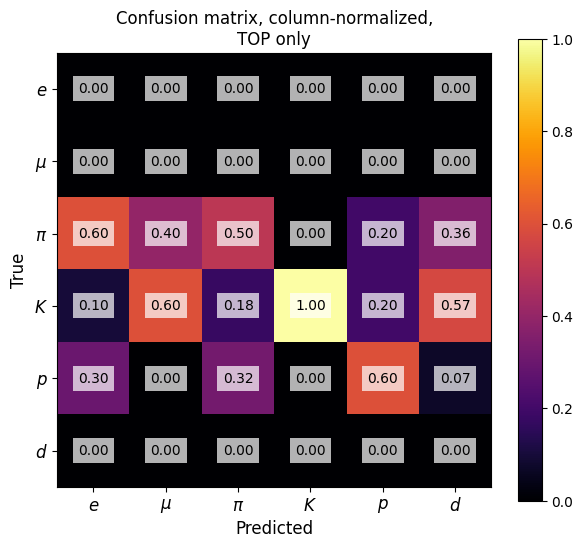 Confusion matrix, column-normalized,
TOP only
True
e 0.00 0.00 0.00 0.00 0.00 0.00
μ 0.00 0.00 0.00 0.00 0.00 0.00
π 0.60 0.40 0.50 0.00 0.20 0.36
K 0.10 0.60 0.18 1.00 0.20 0.57
p 0.30 0.00 0.32 0.00 0.60 0.07
d 0.00 0.00 0.00 0.00 0.00 0.00
e μ π K p d
Predicted
1.0
0.8
0.6
0.4
0.2
0.0